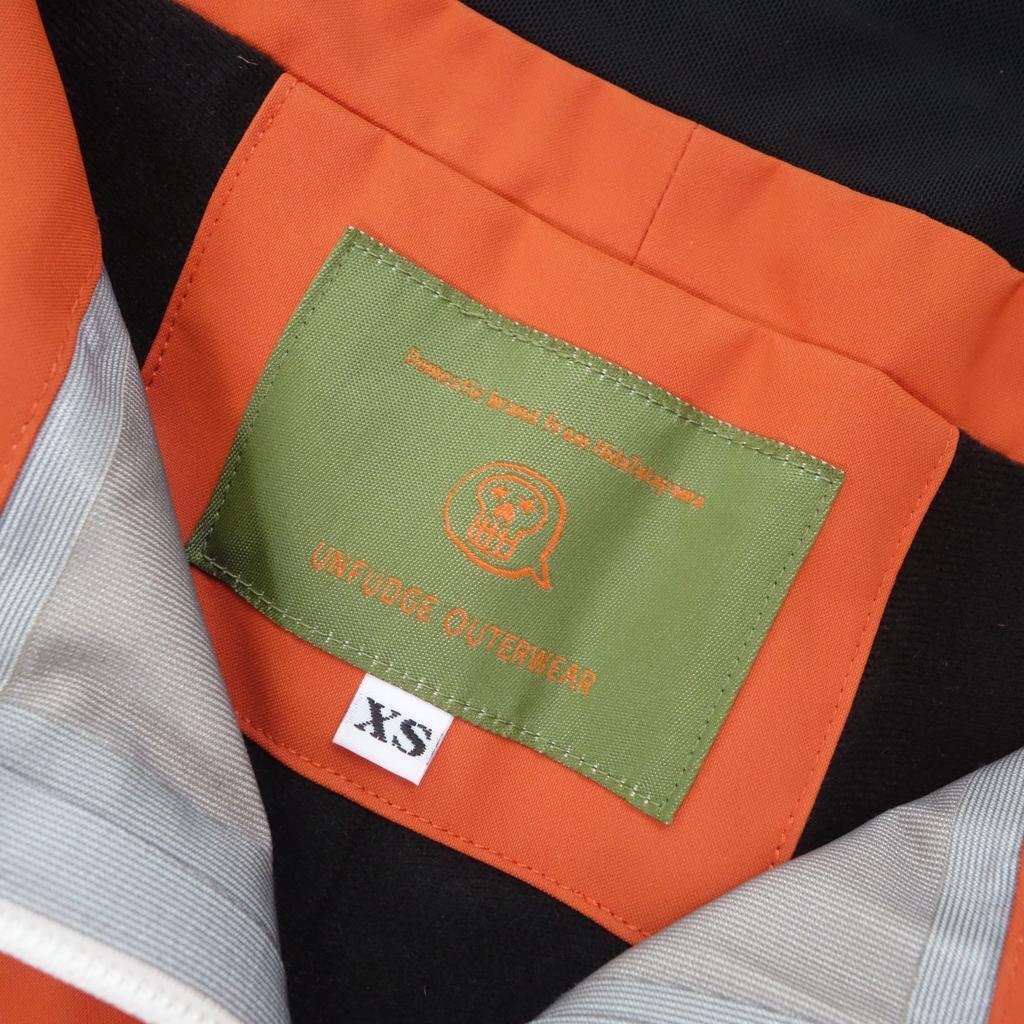 Domestic brand from
UNFUDGE OUTERWEAR
XS